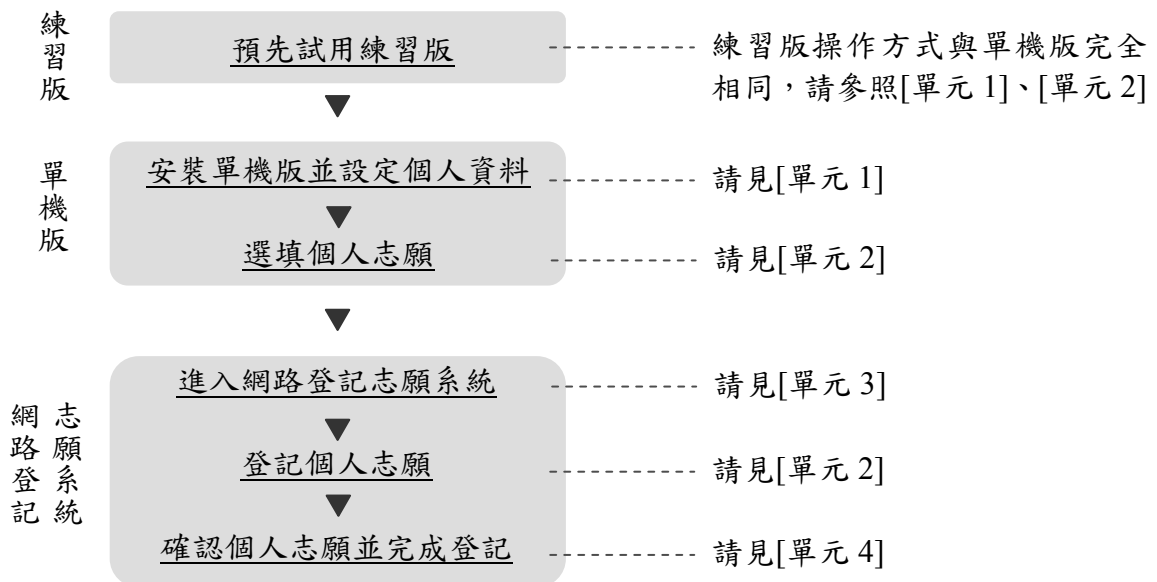 練習版
預先試用練習版
練習版操作方式與單機版完全
相同，請參照[單元 1]、[單元 2]
單機版
安裝單機版並設定個人資料
請見[單元 1]
選填個人志願
請見[單元 2]
網路登記
志願系統
進入網路登記志願系統
請見[單元 3]
登記個人志願
請見[單元 2]
確認個人志願並完成登記
請見[單元 4]